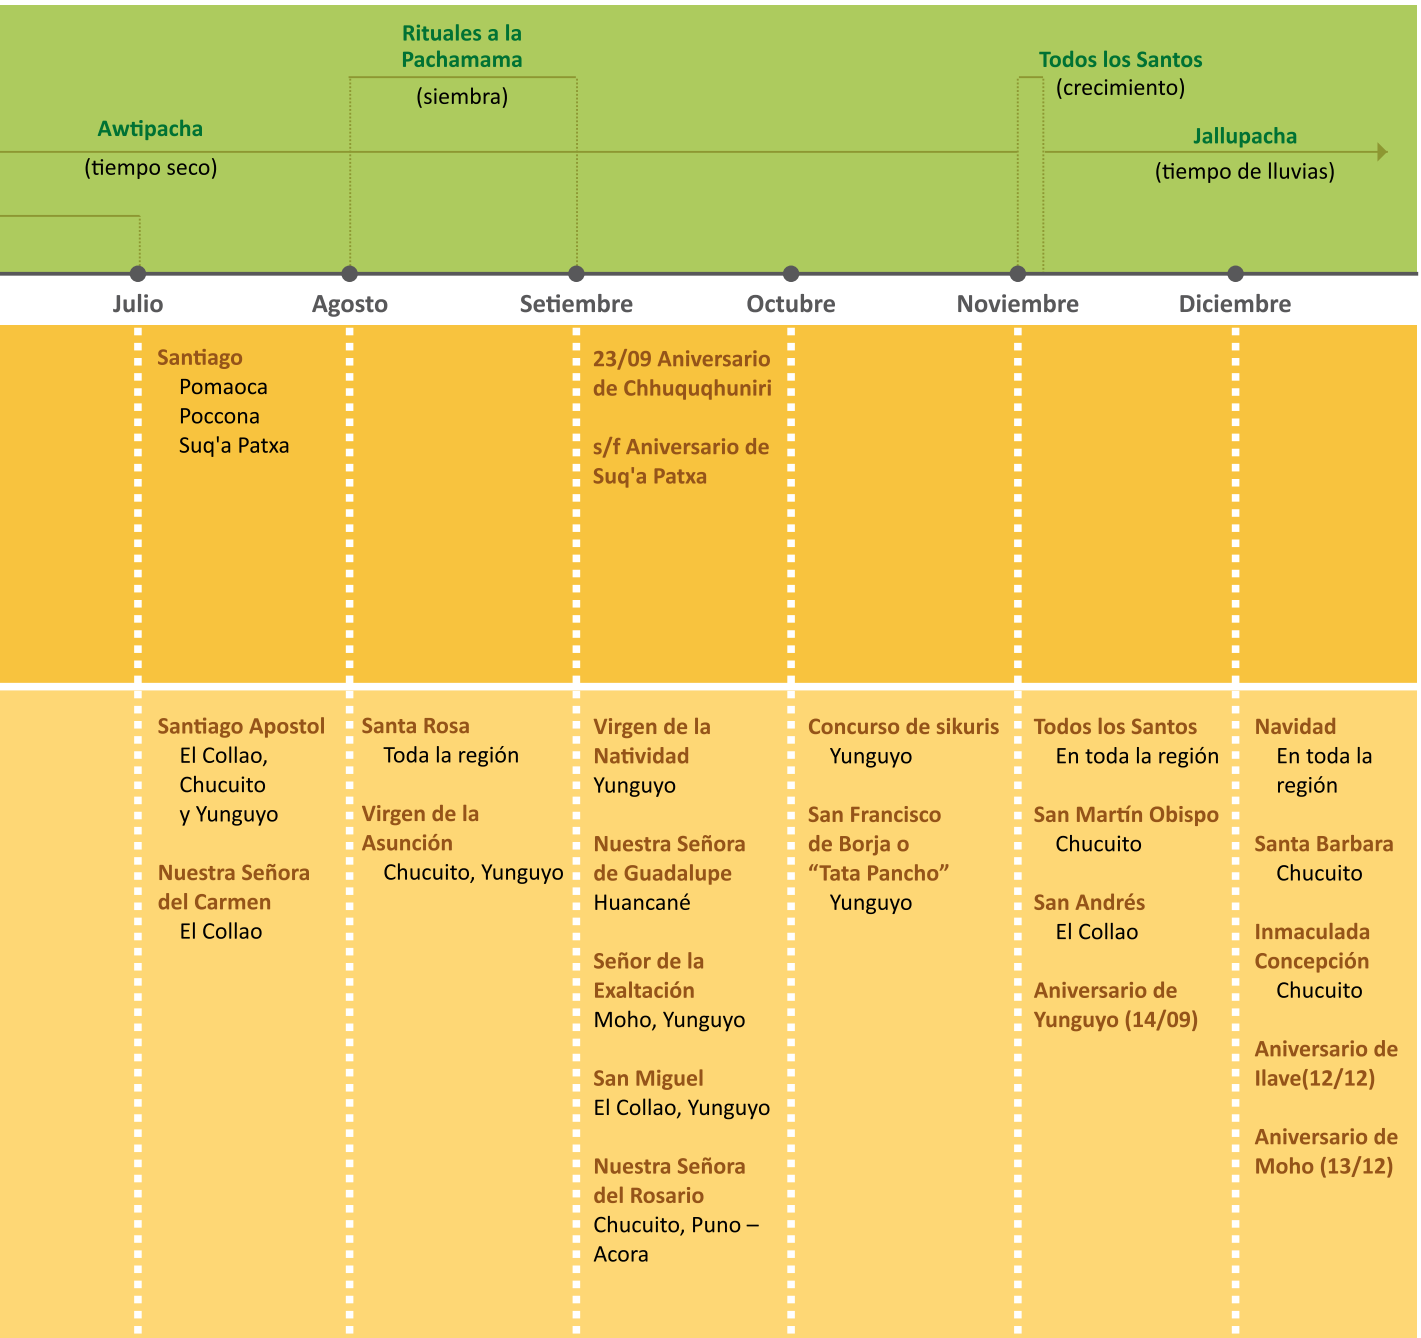 Rituales a la
Pachamama
(siembra)
Todos los Santos
(crecimiento)
Awtipacha
(tiempo seco)
Jallupacha
(tiempo de lluvias)
Julio
Agosto
Setiembre
Octubre
Noviembre
Diciembre
Santiago
Pomaoca
Poccona
Suq'a Patxa
23/09 Aniversario
de Chhuquqhuniri
s/f Aniversario de
Suq'a Patxa
Santiago Apostol
El Collao,
Chucuito
y Yunguyo
Nuestra Señora
del Carmen
El Collao
Santa Rosa
Toda la región
Virgen de la
Asunción
Chucuito, Yunguyo
Virgen de la
Natividad
Yunguyo
Nuestra Señora
de Guadalupe
Huancané
Señor de la
Exaltación
Moho, Yunguyo
San Miguel
El Collao, Yunguyo
Nuestra Señora
del Rosario
Chucuito, Puno –
Acora
Concurso de sikuris
Yunguyo
San Francisco
de Borja o
“Tata Pancho”
Yunguyo
Todos los Santos
En toda la región
San Martín Obispo
Chucuito
San Andrés
El Collao
Aniversario de
Yunguyo (14/09)
Navidad
En toda la
región
Santa Barbara
Chucuito
Inmaculada
Concepción
Chucuito
Aniversario de
Ilave(12/12)
Aniversario de
Moho (13/12)